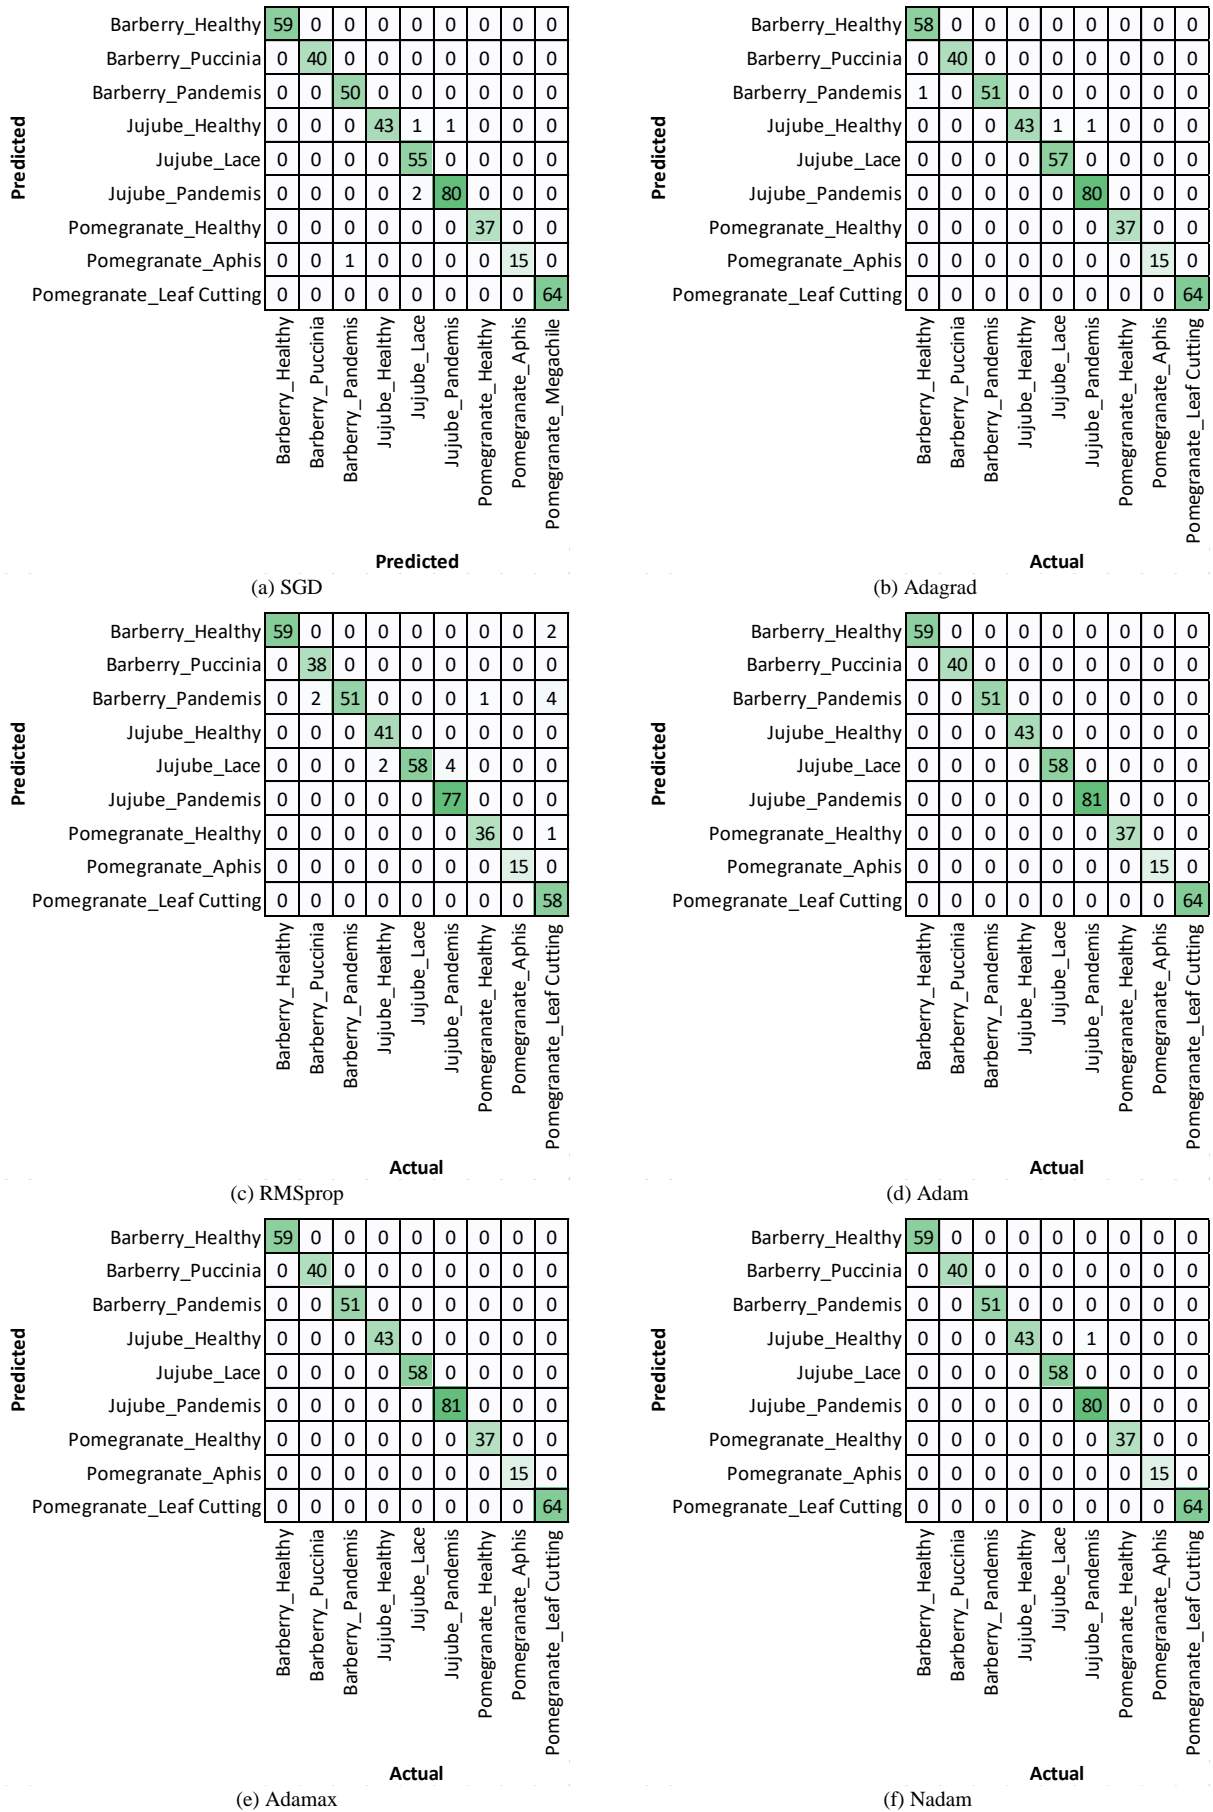 Barberry_Healthy 59 0 0 0 0 0 0 0 0
Barberry_Puccinia 0 40 0 0 0 0 0 0 0
Barberry_Pandemis 0 0 50 0 0 0 0 0 0
Jujube_Healthy 0 0 0 43 1 1 0 0 0
Jujube_Lace 0 0 0 0 55 0 0 0 0
Jujube_Pandemis 0 0 0 0 2 80 0 0 0
Pomegranate_Healthy 0 0 0 0 0 0 37 0 0
Pomegranate_Aphis 0 0 1 0 0 0 0 15 0
Pomegranate_Leaf Cutting 0 0 0 0 0 0 0 0 64
Predicted
Barberry_Healthy
Barberry_Puccinia
Barberry_Pandemis
Jujube_Healthy
Jujube_Lace
Jujube_Pandemis
Pomegranate_Healthy
Pomegranate_Aphis
Pomegranate_Megachile
Predicted
(a) SGD
Barberry_Healthy 58 0 0 0 0 0 0 0 0
Barberry_Puccinia 0 40 0 0 0 0 0 0 0
Barberry_Pandemis 1 0 51 0 0 0 0 0 0
Jujube_Healthy 0 0 0 43 1 1 0 0 0
Jujube_Lace 0 0 0 0 57 0 0 0 0
Jujube_Pandemis 0 0 0 0 0 80 0 0 0
Pomegranate_Healthy 0 0 0 0 0 0 37 0 0
Pomegranate_Aphis 0 0 0 0 0 0 0 15 0
Pomegranate_Leaf Cutting 0 0 0 0 0 0 0 0 64
Predicted
Barberry_Healthy
Barberry_Puccinia
Barberry_Pandemis
Jujube_Healthy
Jujube_Lace
Jujube_Pandemis
Pomegranate_Healthy
Pomegranate_Aphis
Pomegranate_Leaf Cutting
Actual
(b) Adagrad
Barberry_Healthy 59 0 0 0 0 0 0 0 2
Barberry_Puccinia 0 38 0 0 0 0 0 0 0
Barberry_Pandemis 0 2 51 0 0 0 1 0 4
Jujube_Healthy 0 0 0 41 0 0 0 0 0
Jujube_Lace 0 0 0 2 58 4 0 0 0
Jujube_Pandemis 0 0 0 0 0 77 0 0 0
Pomegranate_Healthy 0 0 0 0 0 0 36 0 1
Pomegranate_Aphis 0 0 0 0 0 0 0 15 0
Pomegranate_Leaf Cutting 0 0 0 0 0 0 0 0 58
Predicted
Barberry_Healthy
Barberry_Puccinia
Barberry_Pandemis
Jujube_Healthy
Jujube_Lace
Jujube_Pandemis
Pomegranate_Healthy
Pomegranate_Aphis
Pomegranate_Leaf Cutting
Actual
(c) RMSprop
Barberry_Healthy 59 0 0 0 0 0 0 0 0
Barberry_Puccinia 0 40 0 0 0 0 0 0 0
Barberry_Pandemis 0 0 51 0 0 0 0 0 0
Jujube_Healthy 0 0 0 43 0 0 0 0 0
Jujube_Lace 0 0 0 0 58 0 0 0 0
Jujube_Pandemis 0 0 0 0 0 81 0 0 0
Pomegranate_Healthy 0 0 0 0 0 0 37 0 0
Pomegranate_Aphis 0 0 0 0 0 0 0 15 0
Pomegranate_Leaf Cutting 0 0 0 0 0 0 0 0 64
Predicted
Barberry_Healthy
Barberry_Puccinia
Barberry_Pandemis
Jujube_Healthy
Jujube_Lace
Jujube_Pandemis
Pomegranate_Healthy
Pomegranate_Aphis
Pomegranate_Leaf Cutting
Actual
(d) Adam
Barberry_Healthy 59 0 0 0 0 0 0 0 0
Barberry_Puccinia 0 40 0 0 0 0 0 0 0
Barberry_Pandemis 0 0 51 0 0 0 0 0 0
Jujube_Healthy 0 0 0 43 0 0 0 0 0
Jujube_Lace 0 0 0 0 58 0 0 0 0
Jujube_Pandemis 0 0 0 0 0 81 0 0 0
Pomegranate_Healthy 0 0 0 0 0 0 37 0 0
Pomegranate_Aphis 0 0 0 0 0 0 0 15 0
Pomegranate_Leaf Cutting 0 0 0 0 0 0 0 0 64
Predicted
Barberry_Healthy
Barberry_Puccinia
Barberry_Pandemis
Jujube_Healthy
Jujube_Lace
Jujube_Pandemis
Pomegranate_Healthy
Pomegranate_Aphis
Pomegranate_Leaf Cutting
Actual
(e) Adamax
Barberry_Healthy 59 0 0 0 0 0 0 0 0
Barberry_Puccinia 0 40 0 0 0 0 0 0 0
Barberry_Pandemis 0 0 51 0 0 0 0 0 0
Jujube_Healthy 0 0 0 43 0 1 0 0 0
Jujube_Lace 0 0 0 0 58 0 0 0 0
Jujube_Pandemis 0 0 0 0 0 80 0 0 0
Pomegranate_Healthy 0 0 0 0 0 0 37 0 0
Pomegranate_Aphis 0 0 0 0 0 0 0 15 0
Pomegranate_Leaf Cutting 0 0 0 0 0 0 0 0 64
Predicted
Barberry_Healthy
Barberry_Puccinia
Barberry_Pandemis
Jujube_Healthy
Jujube_Lace
Jujube_Pandemis
Pomegranate_Healthy
Pomegranate_Aphis
Pomegranate_Leaf Cutting
Actual
(f) Nadam